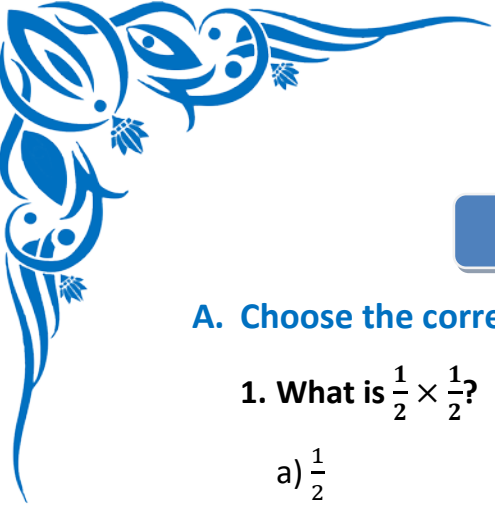 A. Choose the corre
1. What is 1/2 × 1/2?
a) 1/2